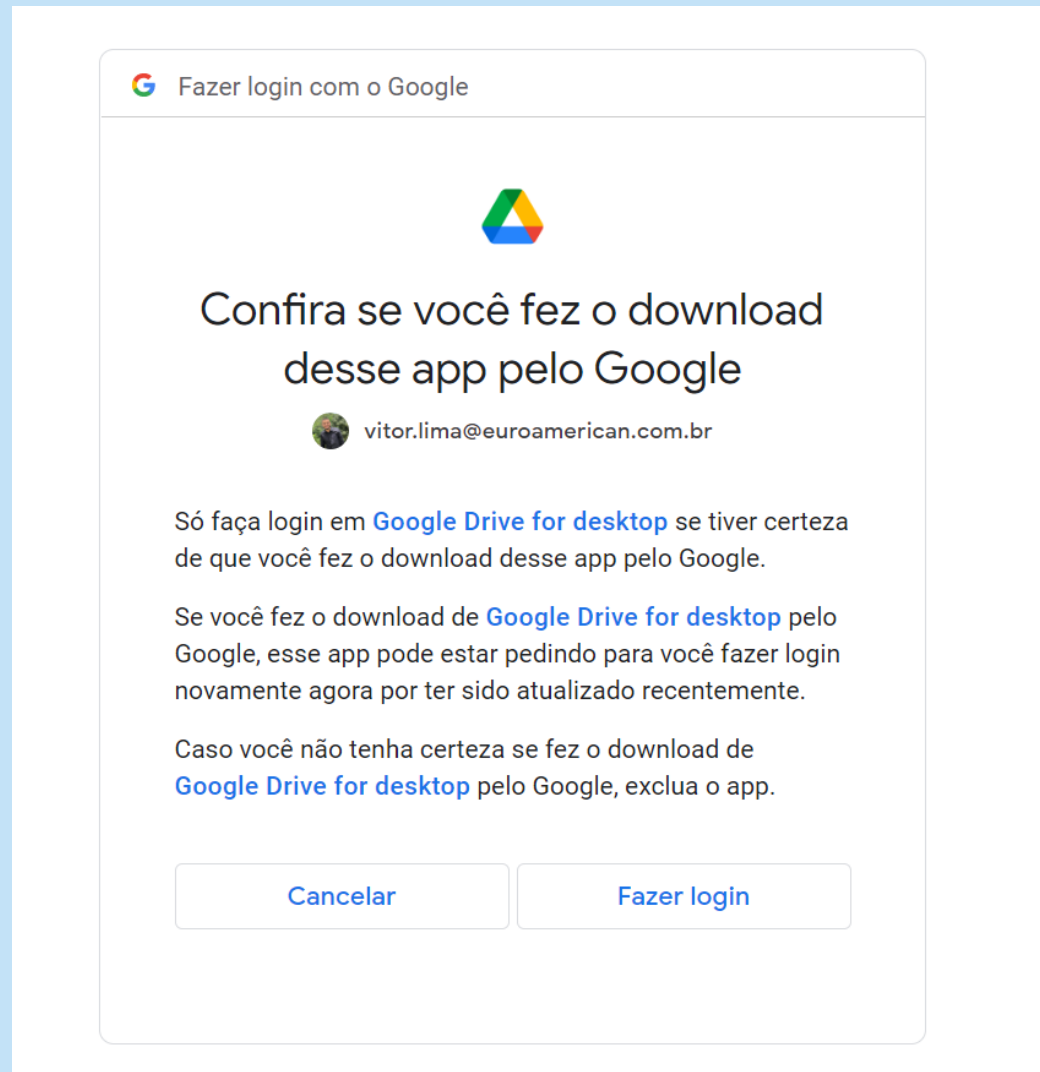 Fazer login com o Google
Confira se você fez o download
desse app pelo Google
vitor.lima@euroamerican.com.br
Só faça login em Google Drive for desktop se tiver certeza
de que você fez o download desse app pelo Google.
Se você fez o download de Google Drive for desktop pelo
Google, esse app pode estar pedindo para você fazer login
novamente agora por ter sido atualizado recentemente.
Caso você não tenha certeza se fez o download de
Google Drive for desktop pelo Google, exclua o app.
Cancelar
Fazer login